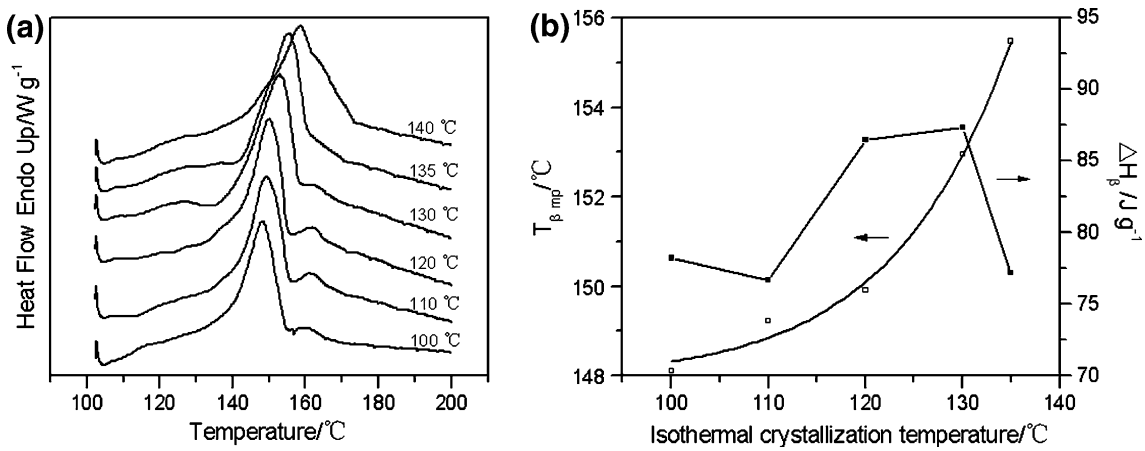 (a)
Heat Flow Endo Up/W g⁻¹
140 ℃
135 ℃
130 ℃
120 ℃
110 ℃
100 ℃
100 120 140 160 180 200
Temperature/℃
(b)
T β mp/℃
156
154
152
150
148
95
90
85
80
75
70
△Hβ/J g⁻¹
100 110 120 130 140
Isothermal crystallization temperature/℃